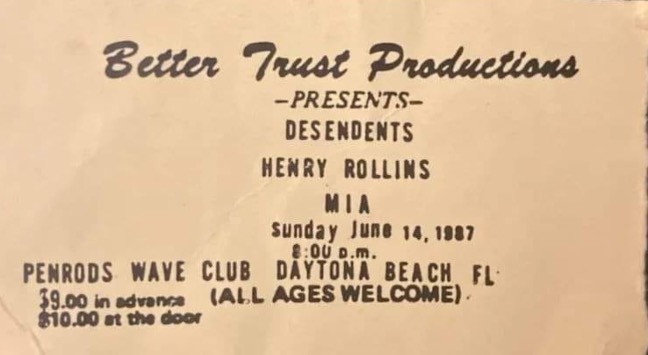 Better Trust Productions
-PRESENTS-
DESENDENTS
HENRY ROLLINS
MIA
Sunday June 14, 1987
8:00 p.m.
PENRODS WAVE CLUB DAYTONA BEACH FL
$9.00 in advance (ALL AGES WELCOME)
$10.00 at the door